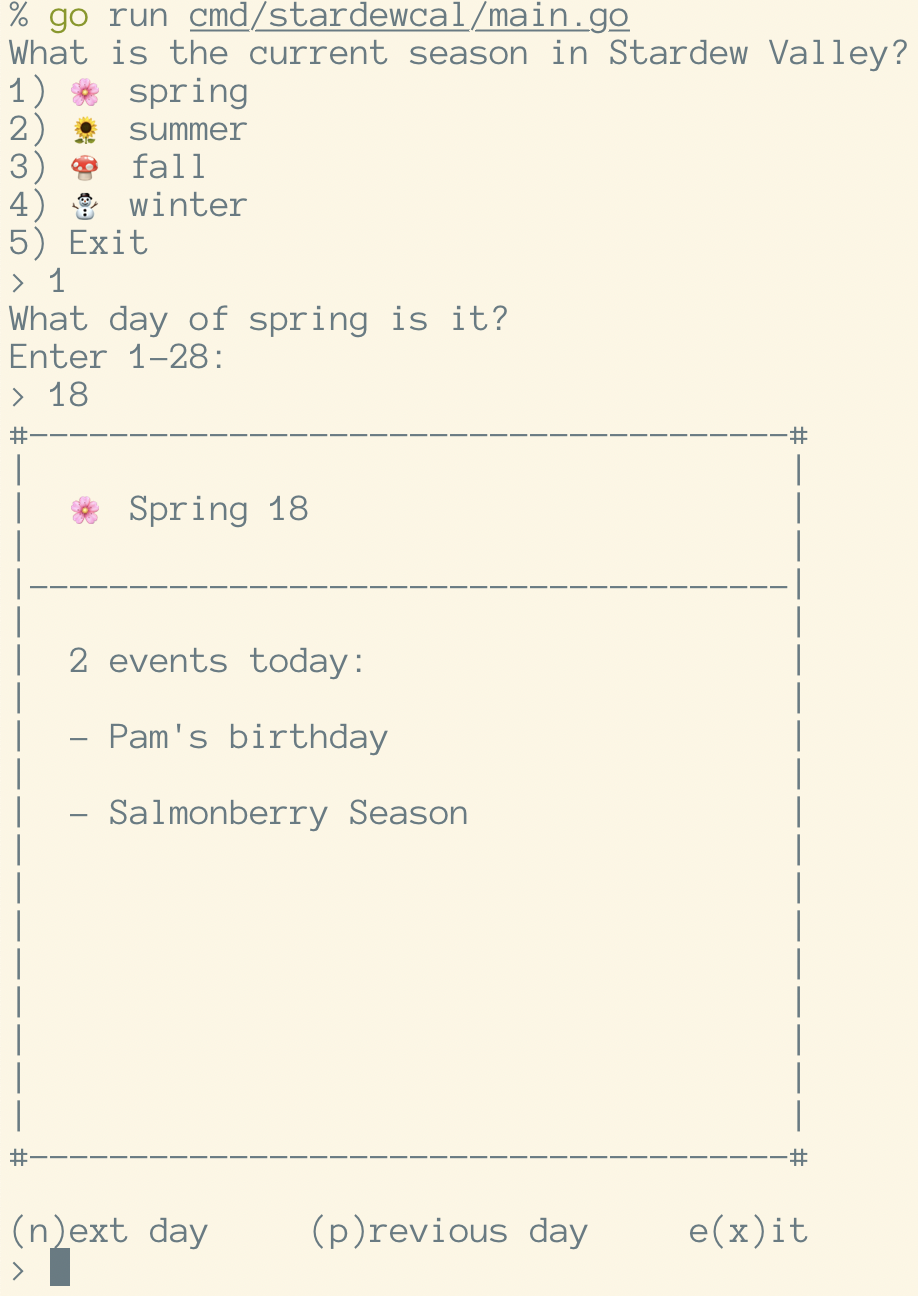 % go run cmd/stardewcal/main.go
What is the current season in Stardew Valley?
1) 🌸 spring
2) 🌻 summer
3) 🍄 fall
4) ⛄ winter
5) Exit
> 1
What day of spring is it?
Enter 1-28:
> 18
#--------------------------------------#
|                                      |
|  🌸 Spring 18                        |
|                                      |
|--------------------------------------|
|                                      |
|  2 events today:                     |
|                                      |
|  - Pam's birthday                    |
|                                      |
|  - Salmonberry Season                |
|                                      |
|                                      |
|                                      |
|                                      |
|                                      |
|                                      |
|                                      |
|                                      |
#--------------------------------------#

(n)ext day     (p)revious day     e(x)it
>